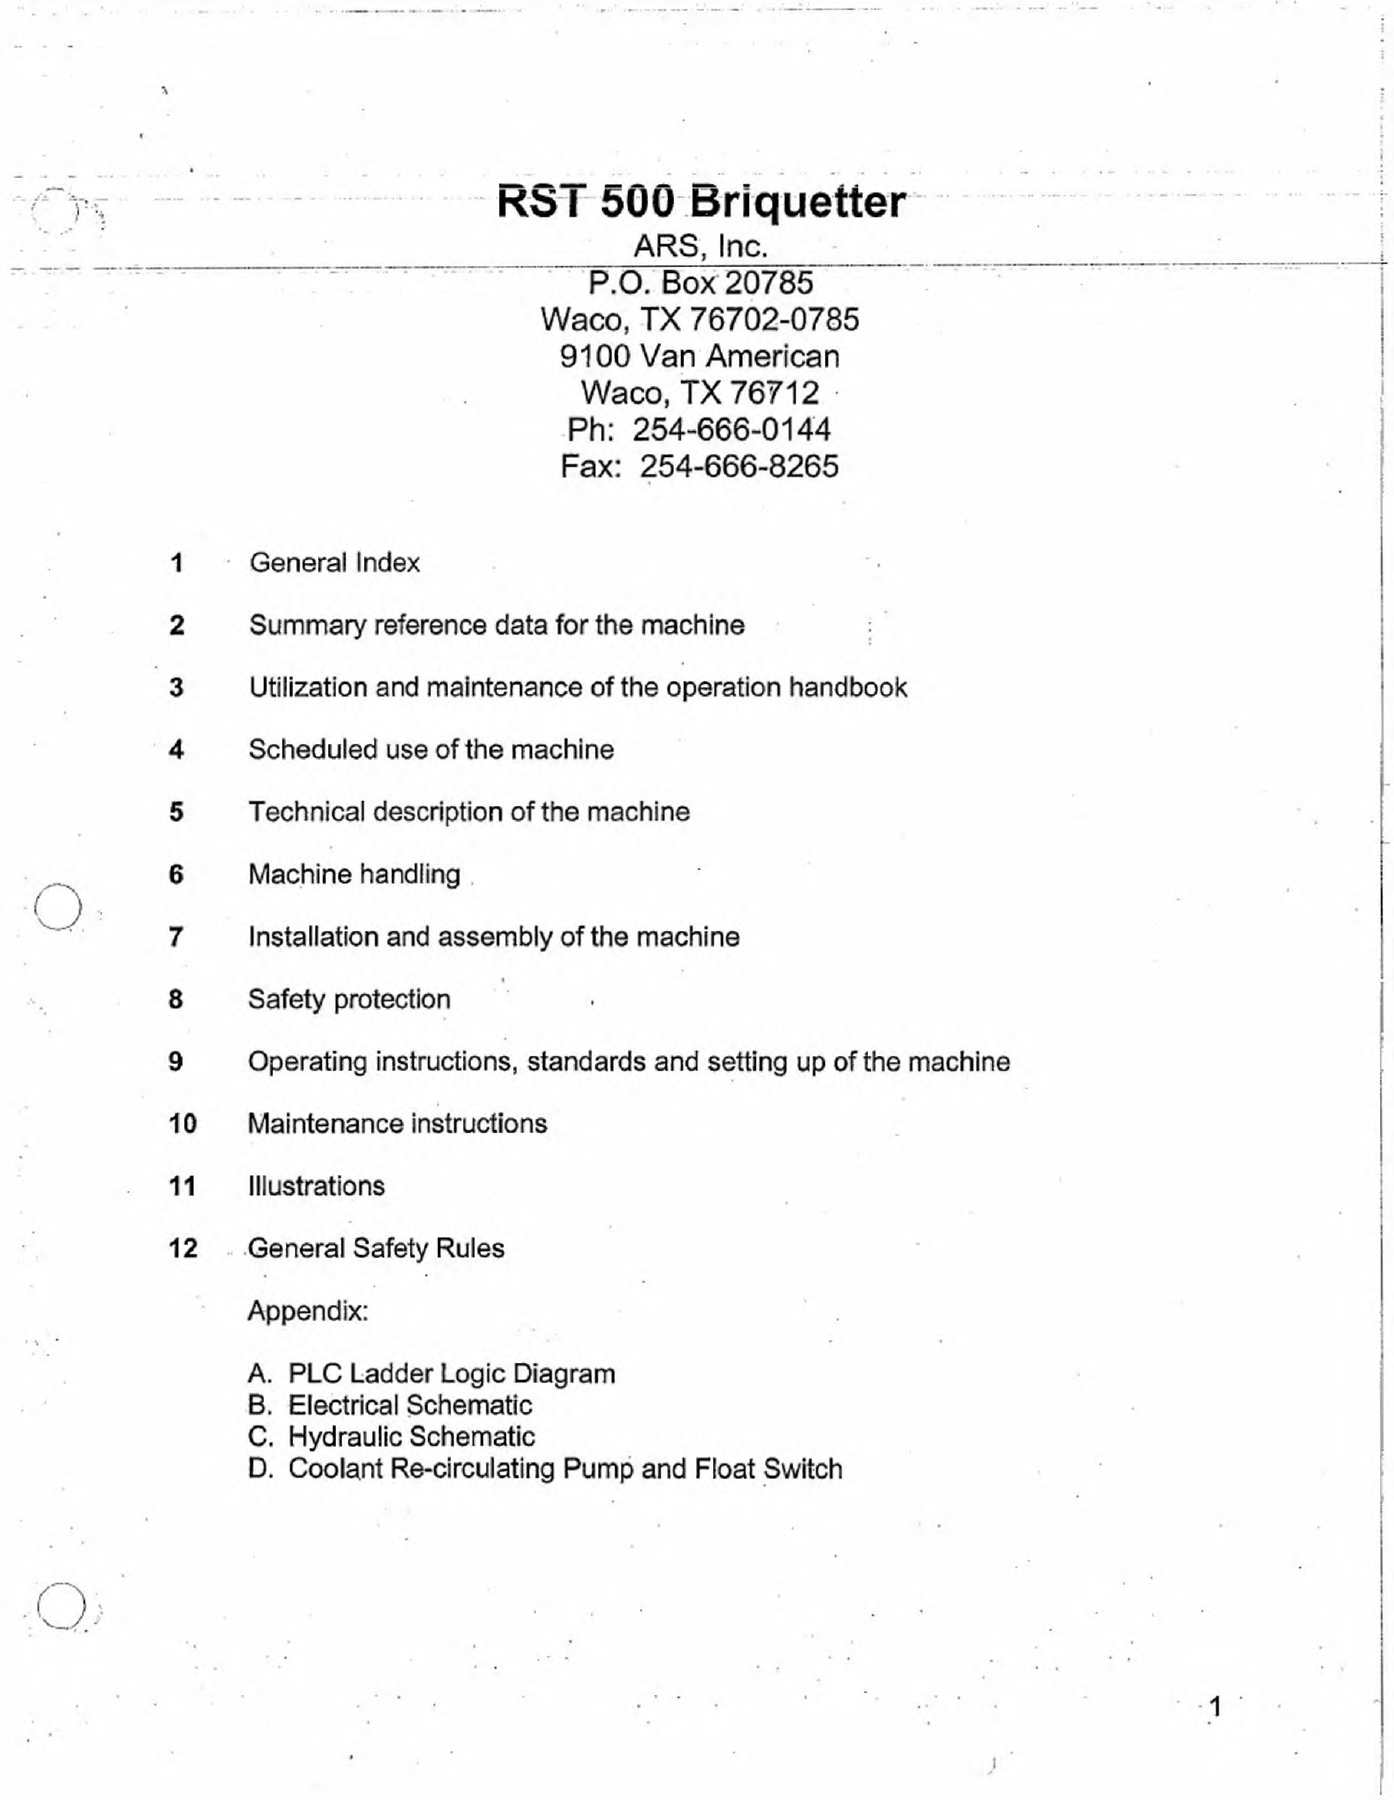 RST 500 Briquetter
ARS, Inc.
P.O. Box 20785
Waco, TX 76702-0785
9100 Van American
Waco, TX 76712
Ph: 254-666-0144
Fax: 254-666-8265
1 General Index
2 Summary reference data for the machine
3 Utilization and maintenance of the operation handbook
4 Scheduled use of the machine
5 Technical description of the machine
6 Machine handling
7 Installation and assembly of the machine
8 Safety protection
9 Operating instructions, standards and setting up of the machine
10 Maintenance instructions
11 Illustrations
12 General Safety Rules
Appendix:
A. PLC Ladder Logic Diagram
B. Electrical Schematic
C. Hydraulic Schematic
D. Coolant Re-circulating Pump and Float Switch
1